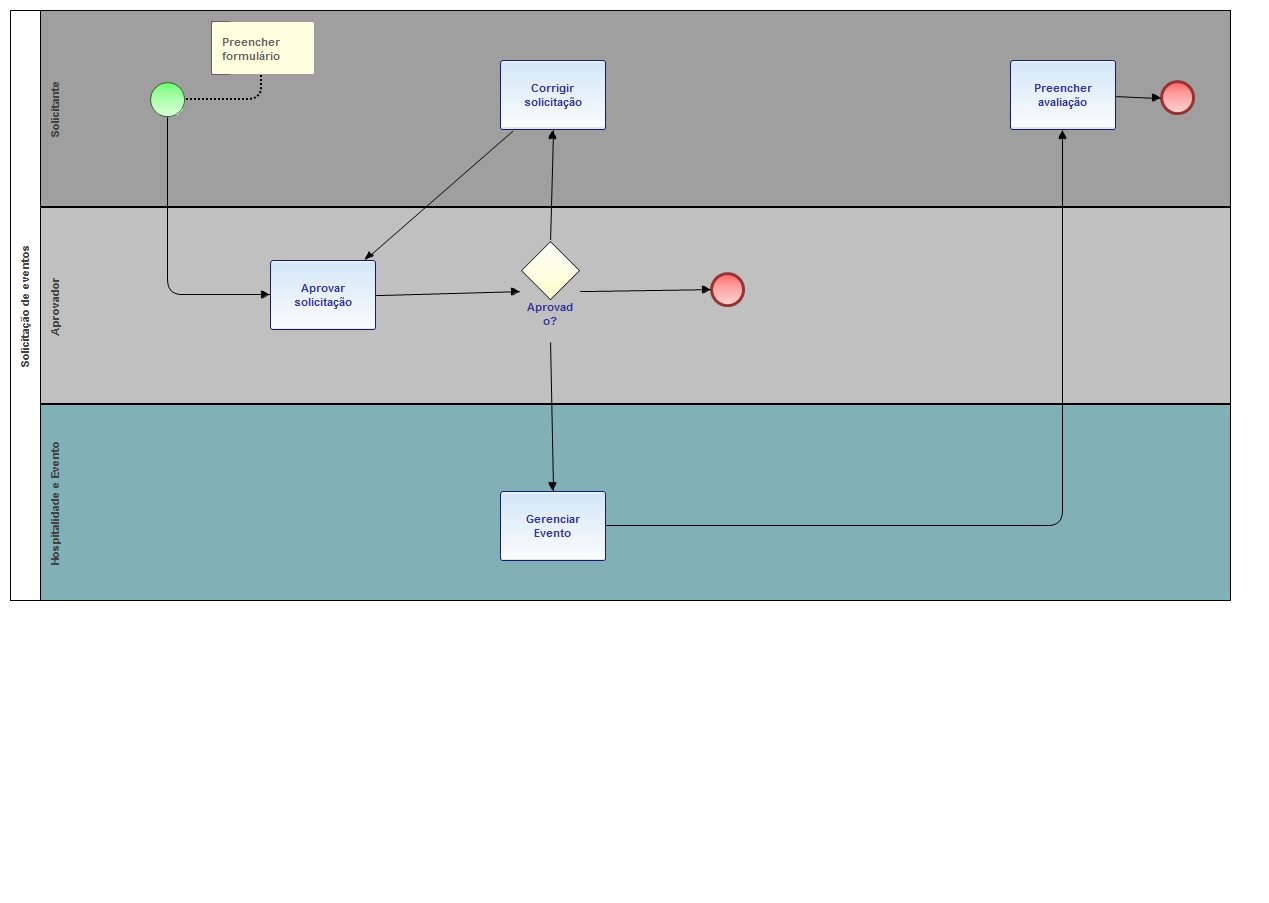 Solicitação de eventos
Solicitante
Preencher
formulário
Corrigir
solicitação
Preencher
avaliação
Aprovador
Aprovar
solicitação
Aprovad
o?
Hospitalidade e Evento
Gerenciar
Evento